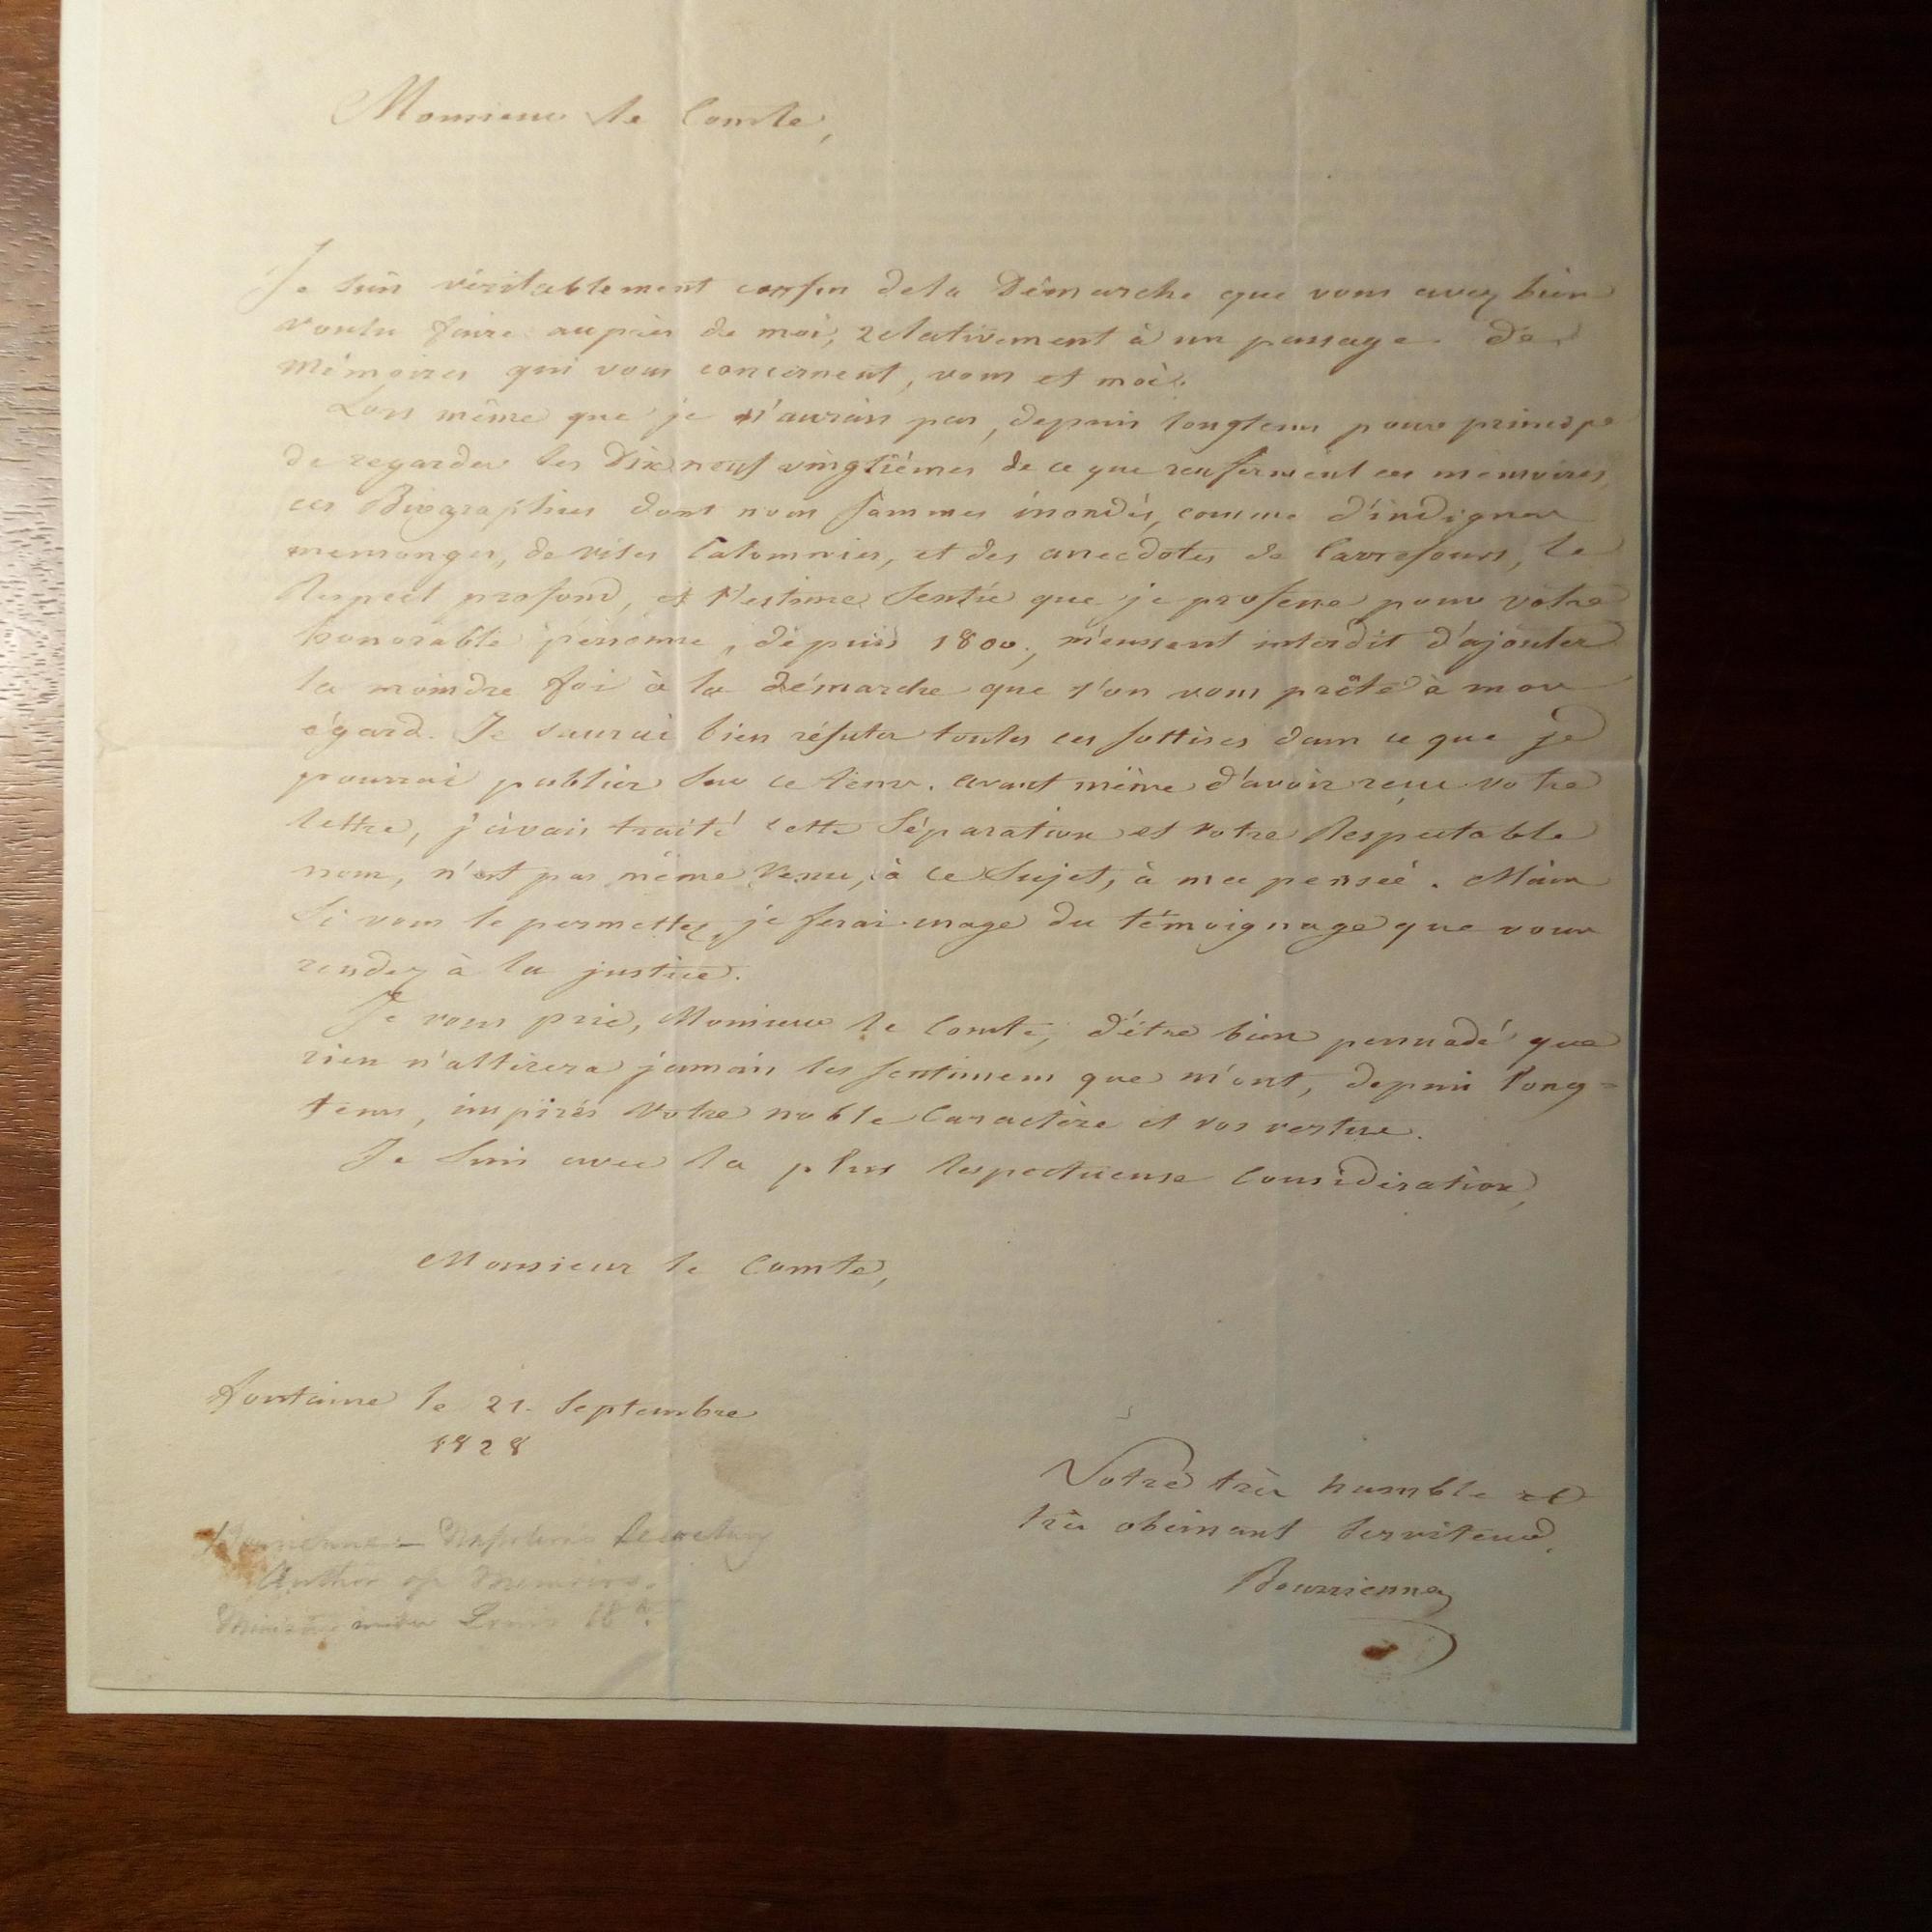 Monsieur le Comte,
Je suis véritablement confus de la Démarche que vous avez bien
voulu faire auprès de moi, relativement à un passage des
Mémoires qui vous concernent, vous et moi.
Lors même que je n'aurais pas, depuis longtems pour principe
de regarder les Dix neuf vingtièmes de ce que renferment ces mémoires,
ces Biographies dont nous sommes inondés, comme d'indignes
mensonges, de viles Calomnies, et des anecdotes de Carrefours, le
Respect profond, et l'estime Sentie que je professe pour votre
honorable personne, depuis 1800, m'eussent interdit d'ajouter
la moindre foi à la démarche que l'on vous prête à mon
égard. Je saurai bien réfuter toutes ces sottises dans ce que je
pourrai publier Sur ce tems. avant même d'avoir reçu votre
lettre, j'avais traité cette Séparation et votre Respectable
nom, n'est pas même Venu, à ce Sujet, à ma pensée. Mais
Si vous le permettez, je ferai usage du témoignage que vous
rendez à la justice.
Je vous prie, Monsieur le Comte, d'être bien persuadé que
rien n'altérera jamais les sentimens que m'ont, depuis long=
tems, inspirés Votre noble Caractère et vos vertus.
Je Suis avec la plus Respectueuse Considération,
Monsieur le Comte,
Fontaine le 21. Septembre
1828
Votre très humble et
très obéissant Serviteur,
Bourrienne
Bourrienne – Napoleon's Secretary
Author of Memoirs.
Minister under Louis 18th.